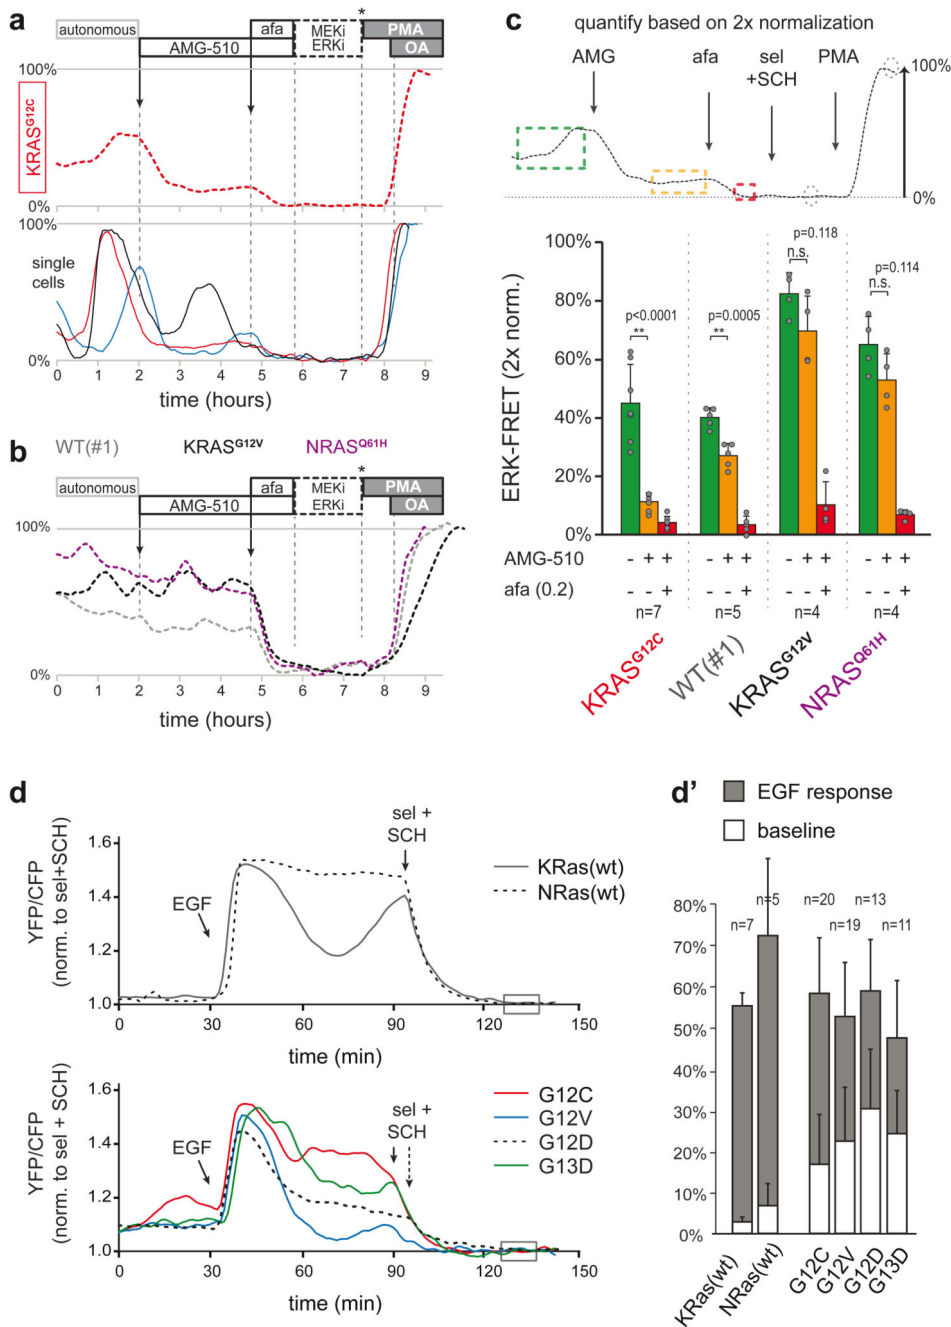 a
autonomous
afa
MEKi
ERKi
*
PMA
OA
AMG-510
100%
KRASG12C
0%
100%
single
cells
0%
0 1 2 3 4 5 6 7 8 9
time (hours)
b
WT(#1) KRASG12V NRASQ61H
autonomous
afa
MEKi
ERKi
*
PMA
OA
AMG-510
100%
0%
0 1 2 3 4 5 6 7 8 9
time (hours)
c
quantify based on 2x normalization
AMG afa sel
+SCH
PMA
100%
0%
ERK-FRET (2x norm.)
100%
80%
60%
40%
20%
0%
p<0.0001
**
p=0.0005
**
p=0.118
n.s.
p=0.114
n.s.
AMG-510 - + + - + + - + + - + +
afa (0.2) - - + - - + - - + - - +
n=7 n=5 n=4 n=4
KRASG12C WT(#1) KRASG12V NRASQ61H
d
YFP/CFP
(norm. to sel+SCH)
1.6
1.4
1.2
1.0
EGF
sel +
SCH
KRas(wt)
NRas(wt)
0 30 60 90 120 150
time (min)
YFP/CFP
(norm. to sel + SCH)
1.6
1.4
1.2
1.0
EGF
sel +
SCH
G12C
G12V
G12D
G13D
0 30 60 90 120 150
time (min)
d'
EGF response
baseline
80%
70%
60%
50%
40%
30%
20%
10%
0%
n=7
n=5
n=20
n=19
n=13
n=11
KRas(wt) NRas(wt) G12C G12V G12D G13D